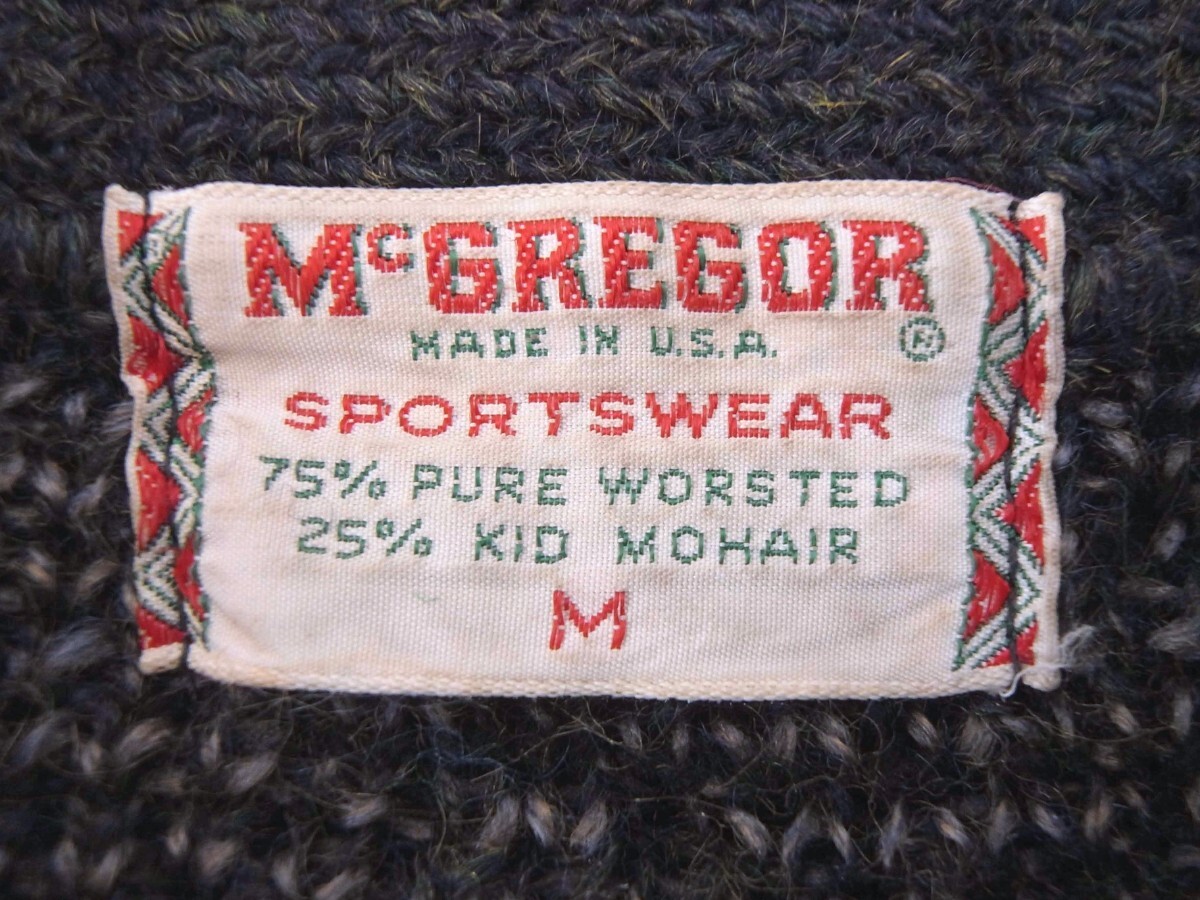 McGREGOR
MADE IN U.S.A. ®
SPORTSWEAR
75% PURE WORSTED
25% KID MOHAIR
M